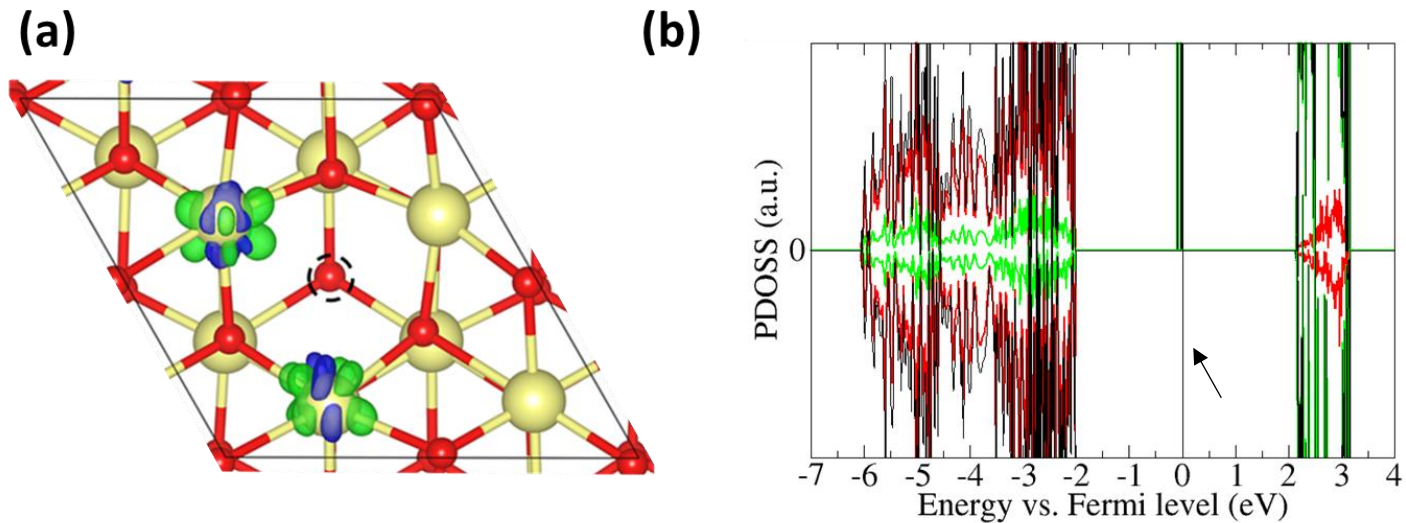 (a)
(b)
PDOSS (a.u.)
0
-7 -6 -5 -4 -3 -2 -1 0 1 2 3 4
Energy vs. Fermi level (eV)